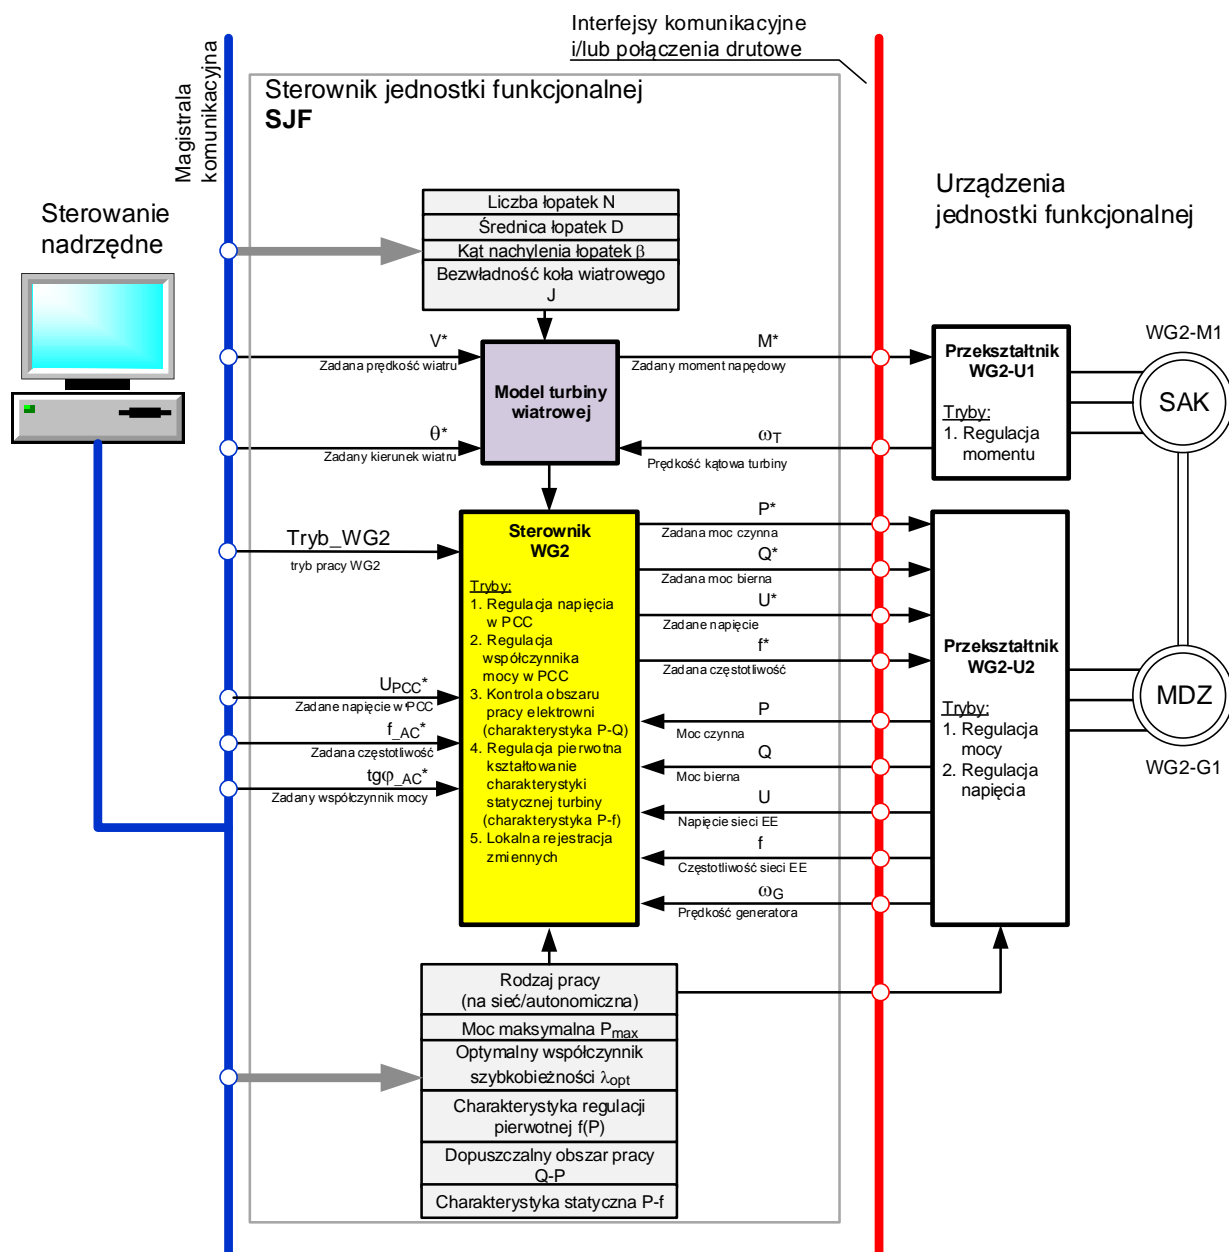 Interfejsy komunikacyjne
i/lub połączenia drutowe
Magistrala
komunikacyjna
Sterownik jednostki funkcjonalnej
SJF
Sterowanie
nadrzędne
Urządzenia
jednostki funkcjonalnej
Liczba łopatek N
Średnica łopatek D
Kąt nachylenia łopatek β
Bezwładność koła wiatrowego
J
V*
Zadana prędkość wiatru
θ*
Zadany kierunek wiatru
Model turbiny
wiatrowej
M*
Zadany moment napędowy
ωT
Prędkość kątowa turbiny
Przekształtnik
WG2-U1
Tryby:
1. Regulacja
momentu
WG2-M1
SAK
Tryb_WG2
tryb pracy WG2
UPCC*
Zadane napięcie w PCC
f_AC*
Zadana częstotliwość
tgφ_AC*
Zadany współczynnik mocy
Sterownik
WG2
Tryby:
1. Regulacja napięcia
w PCC
2. Regulacja
współczynnika
mocy w PCC
3. Kontrola obszaru
pracy elektrowni
(charakterystyka P-Q)
4. Regulacja pierwotna
kształtowanie
charakterystyki
statycznej turbiny
(charakterystyka P-f)
5. Lokalna rejestracja
zmiennych
P*
Zadana moc czynna
Q*
Zadana moc bierna
U*
Zadane napięcie
f*
Zadana częstotliwość
P
Moc czynna
Q
Moc bierna
U
Napięcie sieci EE
f
Częstotliwość sieci EE
ωG
Prędkość generatora
Przekształtnik
WG2-U2
Tryby:
1. Regulacja
mocy
2. Regulacja
napięcia
MDZ
WG2-G1
Rodzaj pracy
(na sieć/autonomiczna)
Moc maksymalna Pmax
Optymalny współczynnik
szybkobieżności λopt
Charakterystyka regulacji
pierwotnej f(P)
Dopuszczalny obszar pracy
Q-P
Charakterystyka statyczna P-f